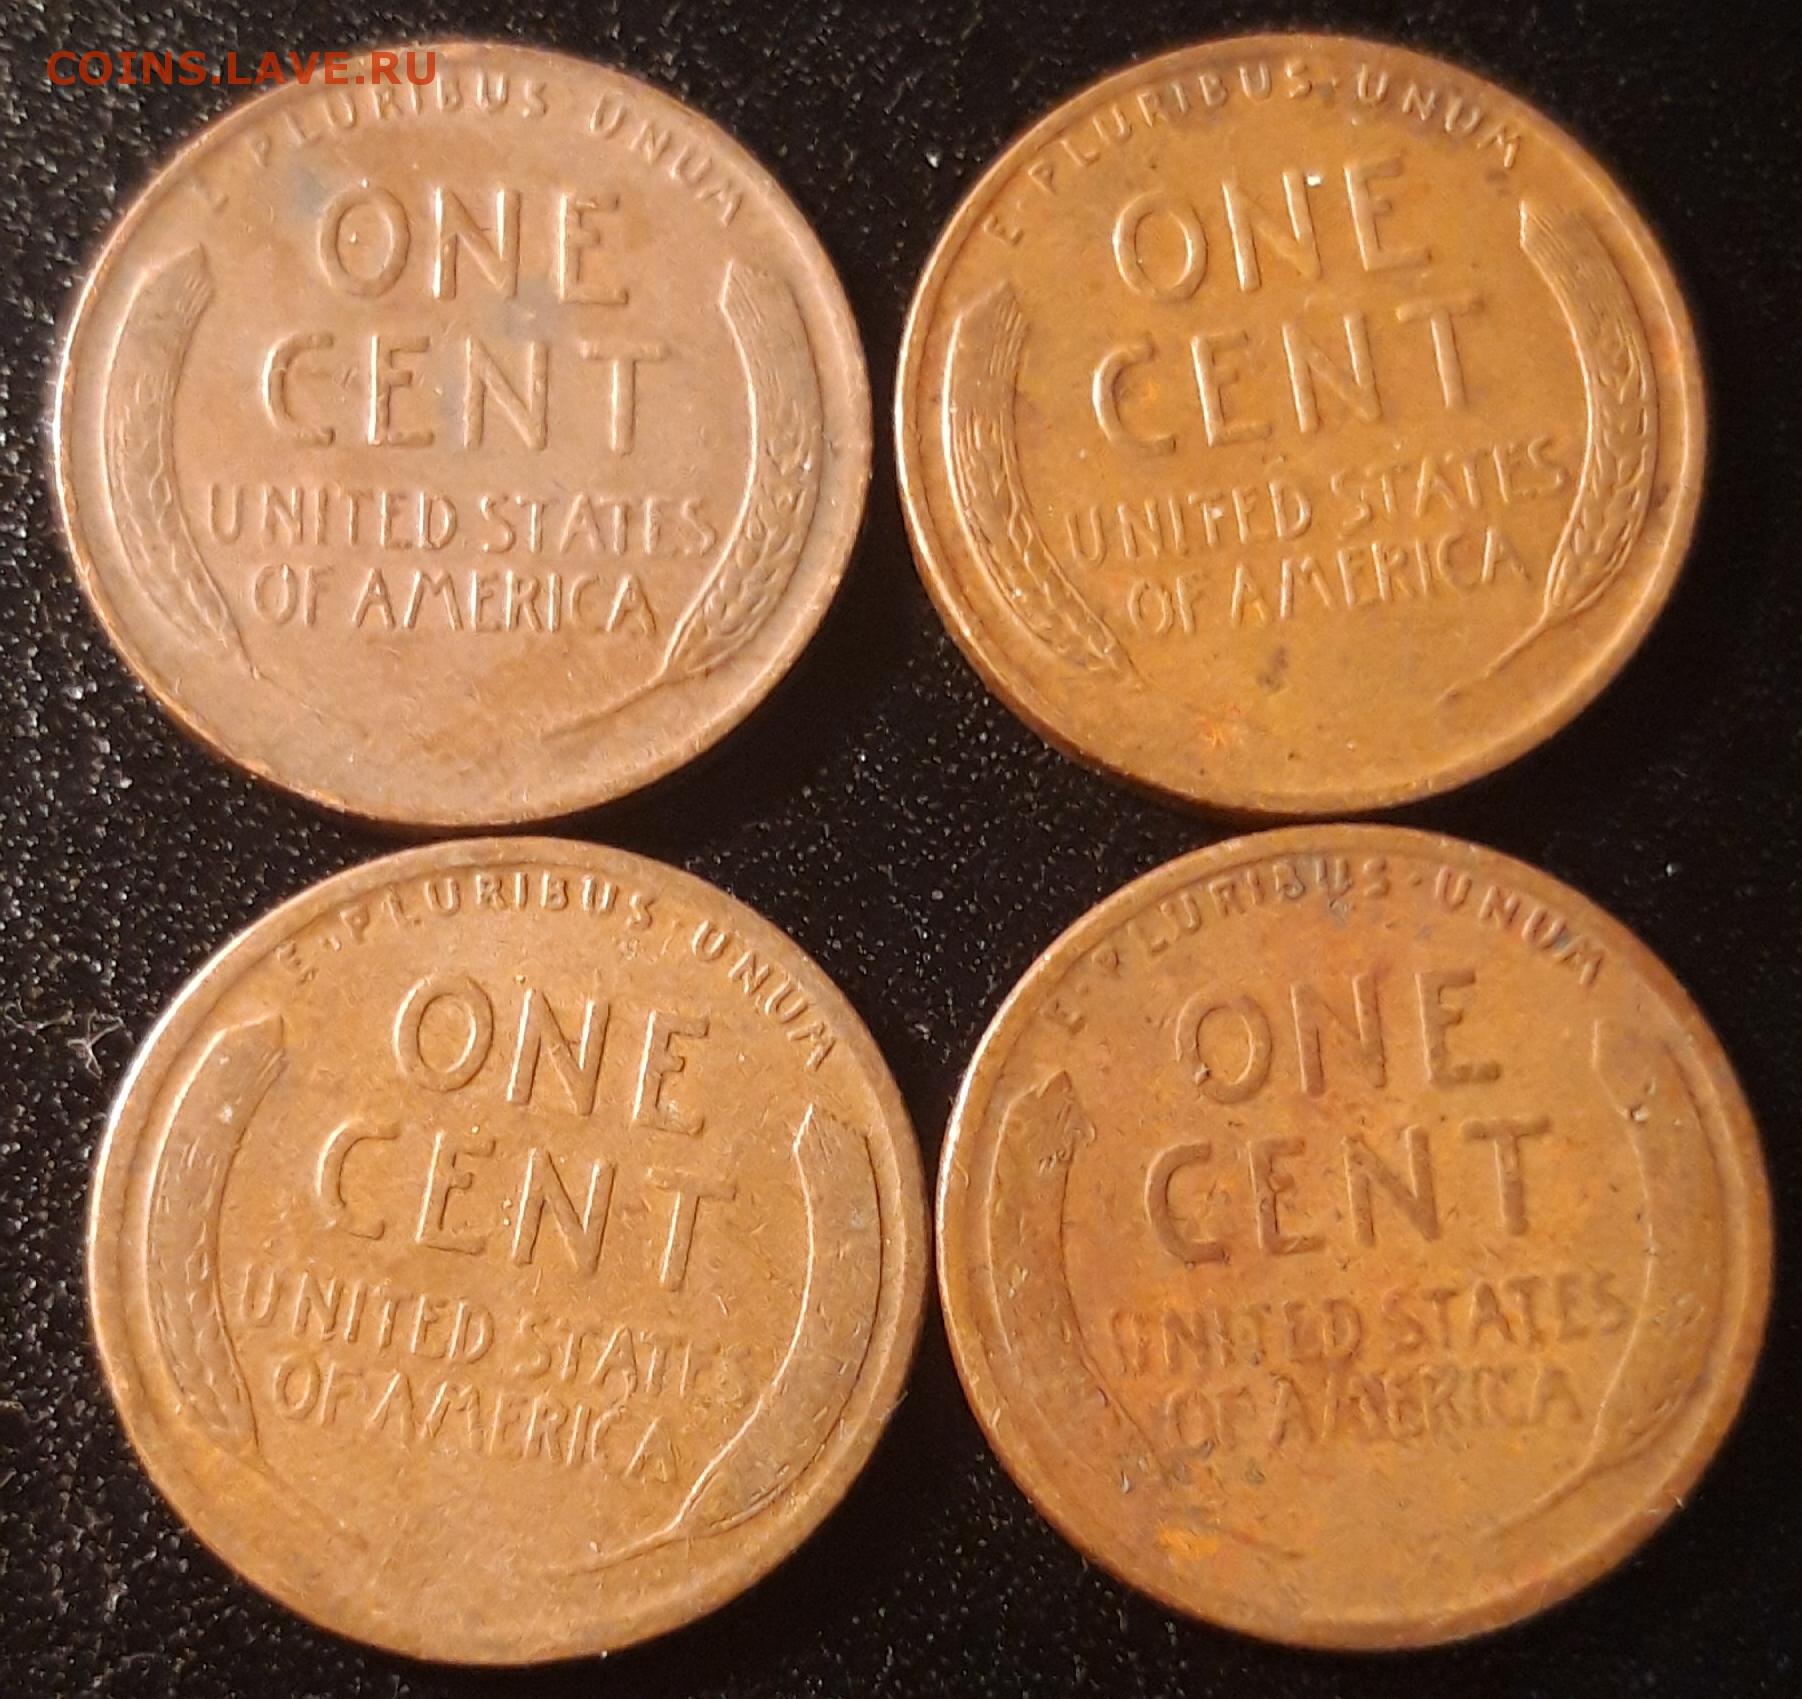 COINS.LAVE.RU
E PLURIBUS UNUM
ONE
CENT
UNITED STATES
OF AMERICA
E·PLURIBUS·UNUM
ONE
CENT
UNITED STATES
OF AMERICA
E·PLURIBUS·UNUM
ONE
CENT
UNITED STATES
OF AMERICA
E·PLURIBUS·UNUM
ONE
CENT
UNITED STATES
OF AMERICA